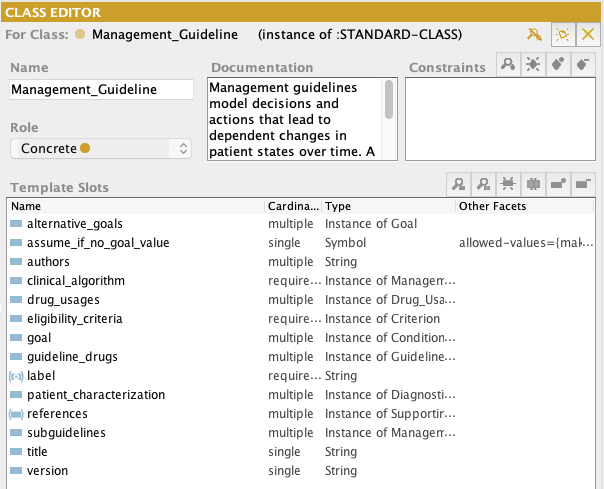 CLASS EDITOR
For Class: Management_Guideline (instance of :STANDARD-CLASS)
Name
Documentation
Constraints
Management_Guideline
Management guidelines
model decisions and
actions that lead to
dependent changes in
patient states over time. A
Role
Concrete
Template Slots
Name Cardina... Type Other Facets
alternative_goals multiple Instance of Goal
assume_if_no_goal_value single Symbol allowed-values={mak...
authors multiple String
clinical_algorithm require... Instance of Managem...
drug_usages multiple Instance of Drug_Usa...
eligibility_criteria require... Instance of Criterion
goal multiple Instance of Condition...
guideline_drugs multiple Instance of Guideline...
label require... String
patient_characterization multiple Instance of Diagnosti...
references multiple Instance of Supportin...
subguidelines multiple Instance of Managem...
title single String
version single String